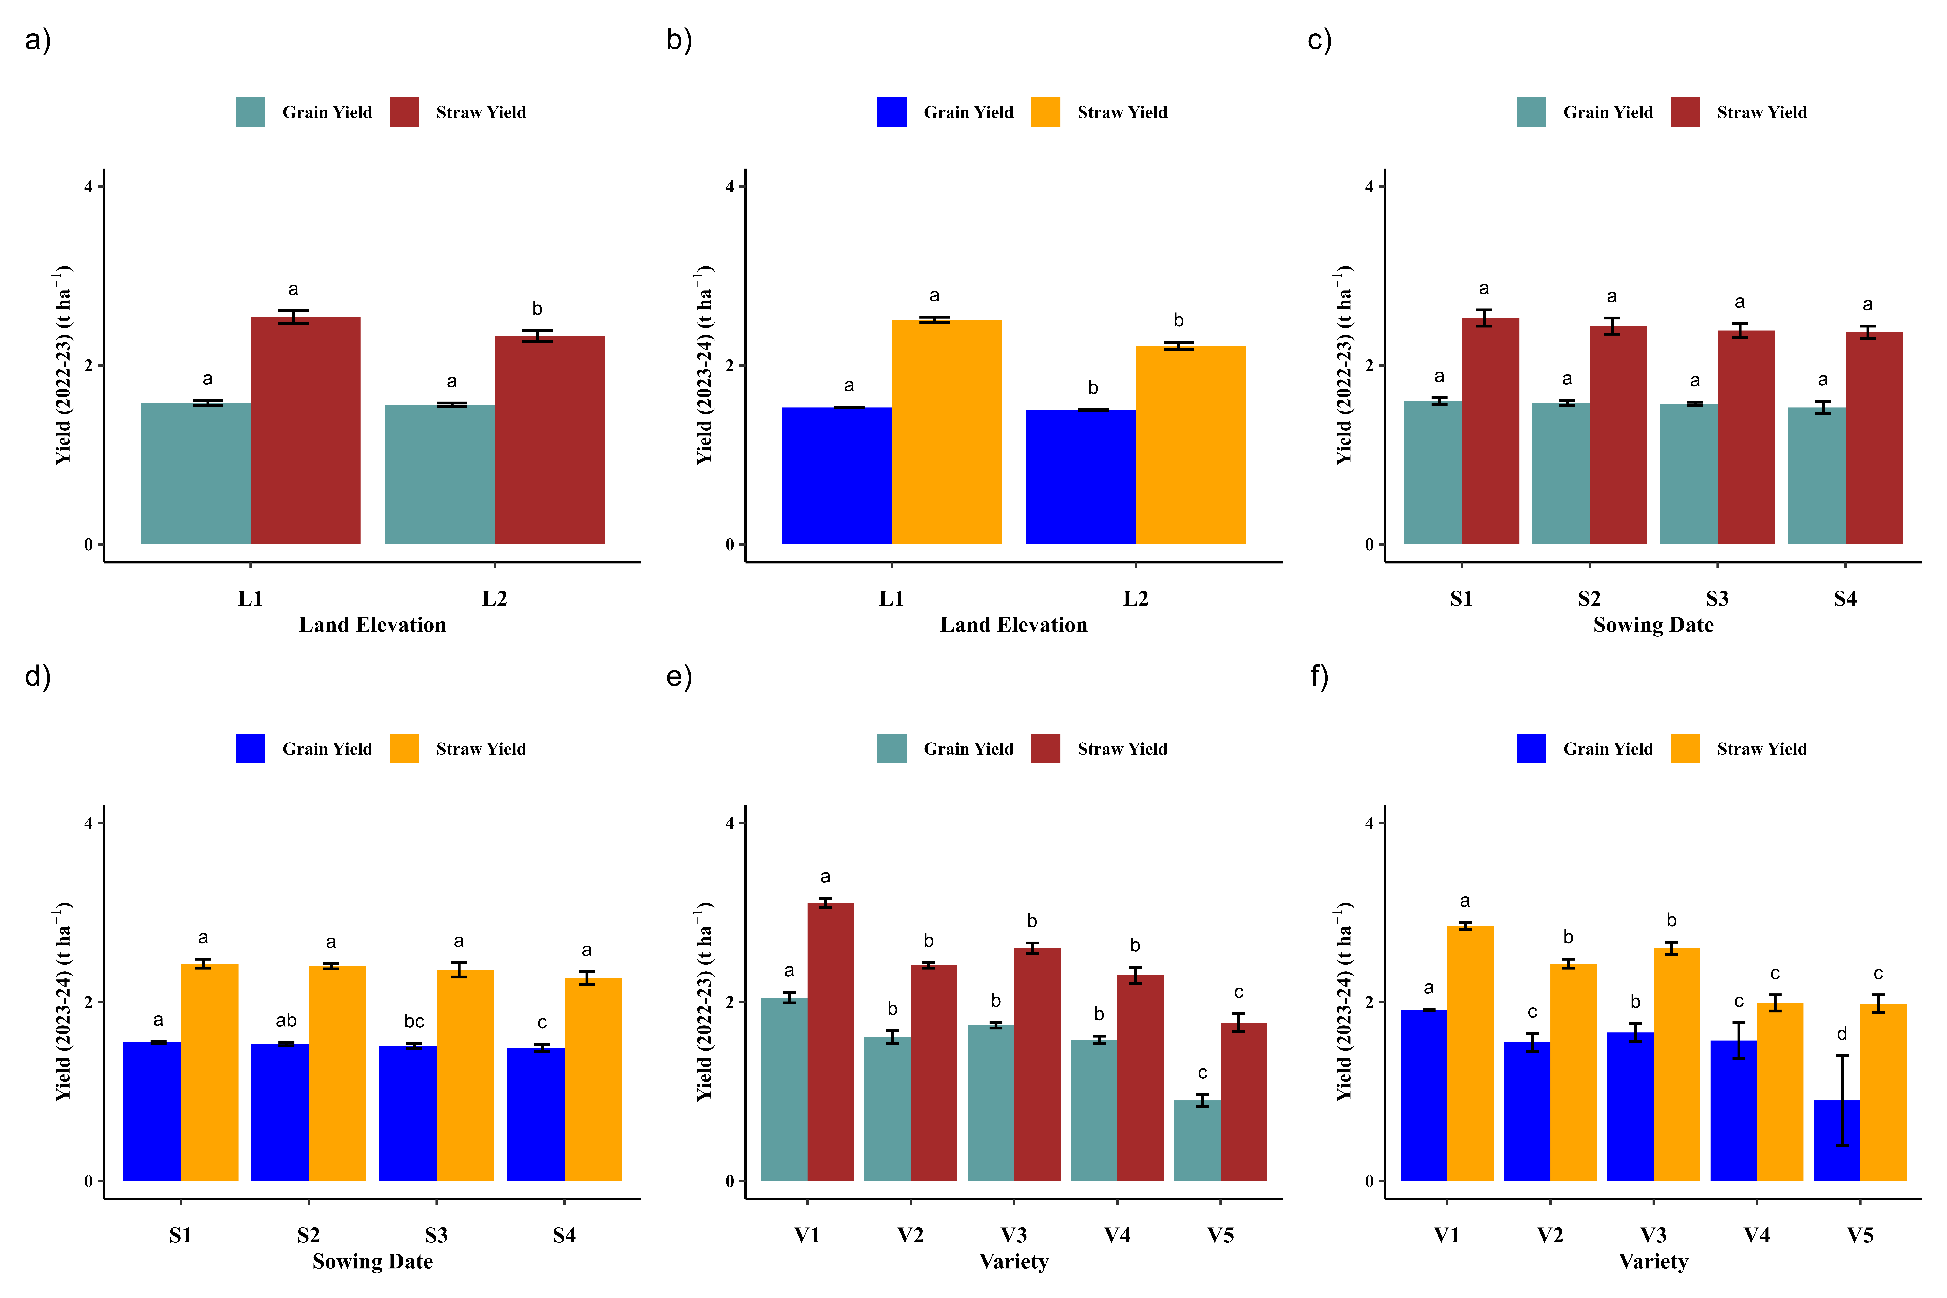 a)
Grain Yield Straw Yield
Yield (2022-23) (t ha⁻¹)
4
2
0
a
a
a
b
L1 L2
Land Elevation
b)
Grain Yield Straw Yield
Yield (2023-24) (t ha⁻¹)
4
2
0
a
a
b
b
L1 L2
Land Elevation
c)
Grain Yield Straw Yield
Yield (2022-23) (t ha⁻¹)
4
2
0
a
a
a
a
a
a
a
a
S1 S2 S3 S4
Sowing Date
d)
Grain Yield Straw Yield
Yield (2023-24) (t ha⁻¹)
4
2
0
a
a
ab
a
bc
a
c
a
S1 S2 S3 S4
Sowing Date
e)
Grain Yield Straw Yield
Yield (2022-23) (t ha⁻¹)
4
2
0
a
a
b
b
b
b
b
b
c
c
V1 V2 V3 V4 V5
Variety
f)
Grain Yield Straw Yield
Yield (2023-24) (t ha⁻¹)
4
2
0
a
a
c
b
b
b
c
c
d
c
V1 V2 V3 V4 V5
Variety